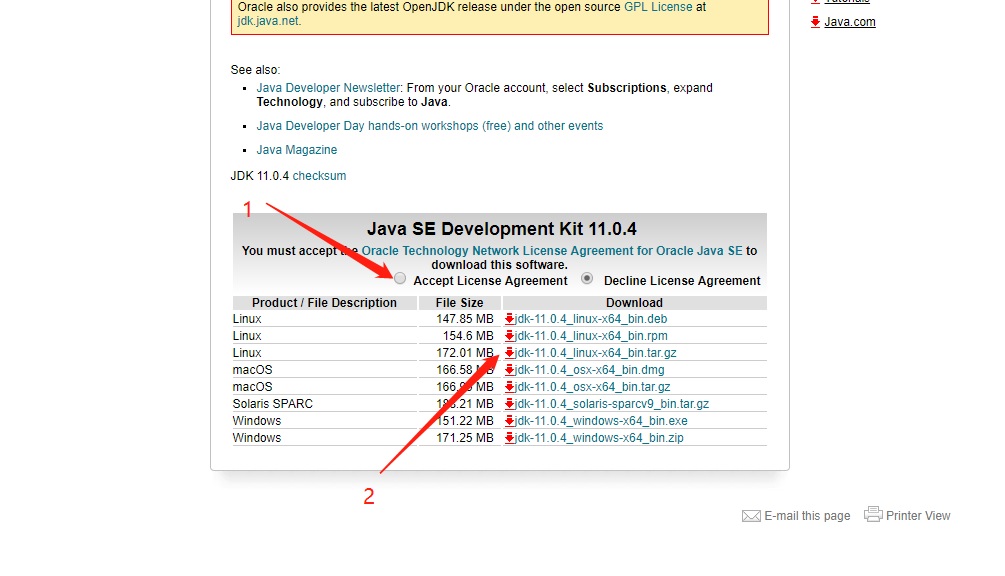 Oracle also provides the latest OpenJDK release under the open source GPL License at
jdk.java.net.
Java.com
See also:
Java Developer Newsletter: From your Oracle account, select Subscriptions, expand
Technology, and subscribe to Java.
Java Developer Day hands-on workshops (free) and other events
Java Magazine
JDK 11.0.4 checksum
1
Java SE Development Kit 11.0.4
You must accept the Oracle Technology Network License Agreement for Oracle Java SE to
download this software.
Accept License Agreement Decline License Agreement
Product / File Description File Size Download
Linux 147.85 MB jdk-11.0.4_linux-x64_bin.deb
Linux 154.6 MB jdk-11.0.4_linux-x64_bin.rpm
Linux 172.01 MB jdk-11.0.4_linux-x64_bin.tar.gz
macOS 166.58 MB jdk-11.0.4_osx-x64_bin.dmg
macOS MB jdk-11.0.4_osx-x64_bin.tar.gz
Solaris SPARC MB jdk-11.0.4_solaris-sparcv9_bin.tar.gz
Windows 151.22 MB jdk-11.0.4_windows-x64_bin.exe
Windows 171.25 MB jdk-11.0.4_windows-x64_bin.zip
2
E-mail this page Printer View